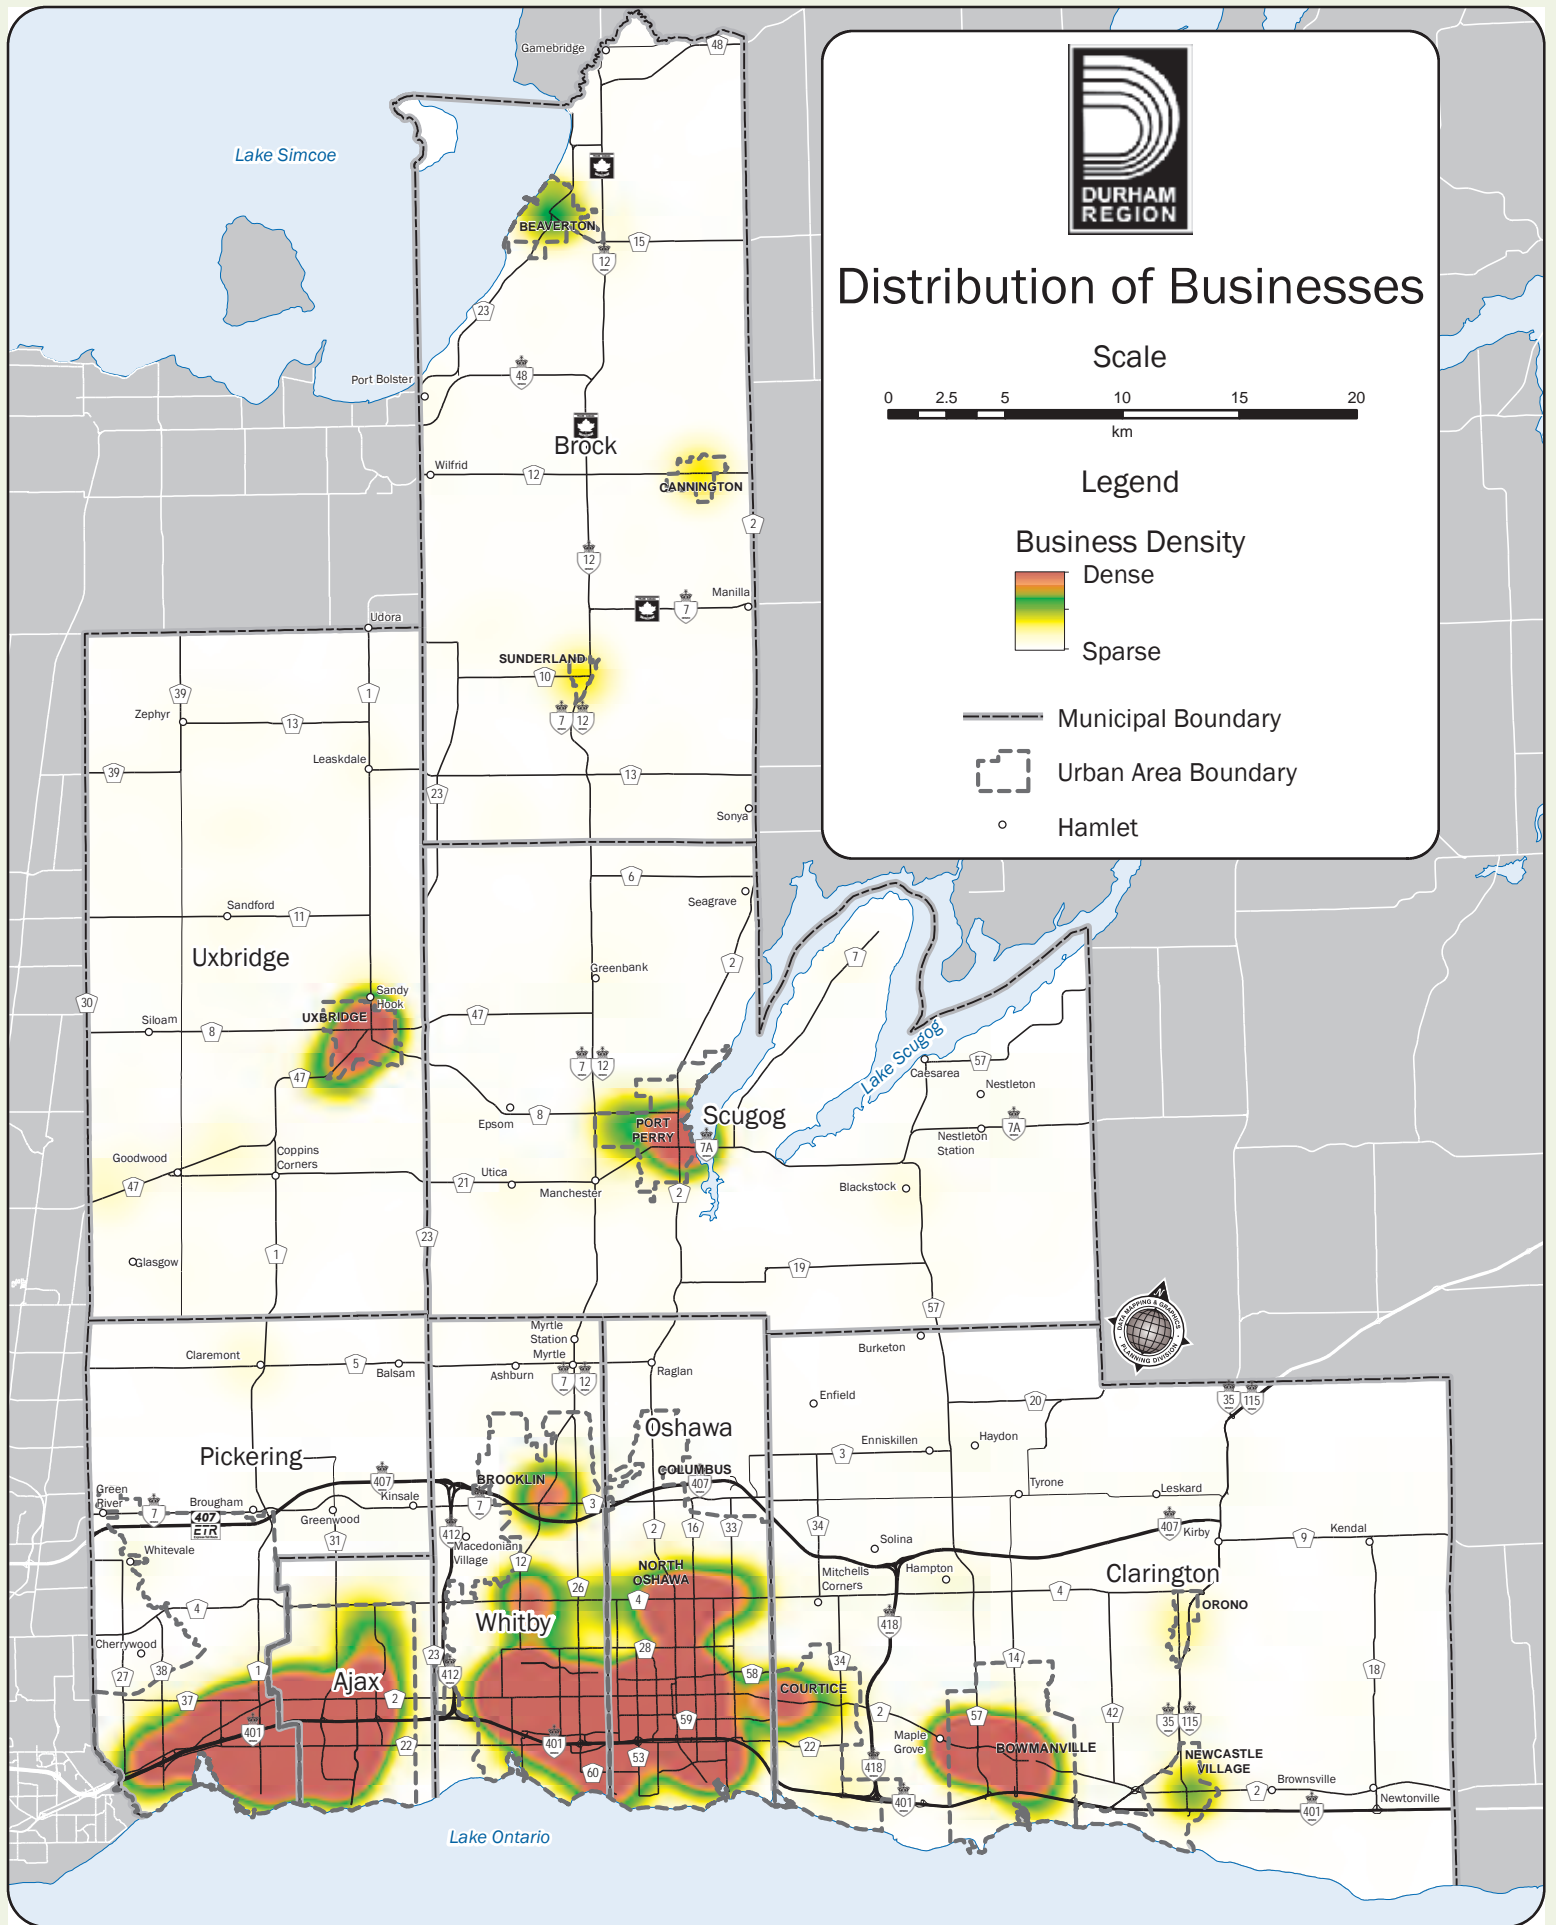 Gamebridge
48
Lake Simcoe
BEAVERTON
15
12
23
Port Bolster
48
Brock
Wilfrid
12
CANNINGTON
2
12
Manilla
7
Udora
SUNDERLAND
10
7
12
39
1
Zephyr
13
Leaskdale
39
13
23
Sonya
DURHAM
REGION
Distribution of Businesses
Scale
0
2.5
5
10
15
20
km
Legend
Business Density
Dense
Sparse
Municipal Boundary
Urban Area Boundary
Hamlet
6
Seagrave
Sandford
11
Uxbridge
2
7
Greenbank
30
Sandy
Hook
UXBRIDGE
Siloam
8
47
47
7
12
Lake Scugog
57
Caesarea
Nestleton
Epsom
8
PORT
PERRY
Scugog
7A
7A
Nestleton
Station
Goodwood
Coppins
Corners
47
21
Utica
Manchester
2
Blackstock
Glasgow
1
23
19
57
DATA MAPPING & GRAPHICS
PLANNING DIVISION
N
Myrtle
Station
Myrtle
Claremont
5
Balsam
Ashburn
7
12
Raglan
Burketon
Enfield
20
35
115
Oshawa
Pickering
Enniskillen
3
Haydon
407
BROOKLIN
COLUMBUS
407
Tyrone
Leskard
Green
River
7
Brougham
407
ETR
Kinsale
Greenwood
7
3
31
412
Macedonian
Village
2
16
33
34
407
Kirby
9
Kendal
Whitevale
12
26
NORTH
OSHAWA
Solina
Mitchells
Corners
Hampton
Clarington
4
4
4
ORONO
Whitby
418
Cherrywood
27
38
1
23
412
28
58
34
14
18
Ajax
37
2
COURTICE
401
22
401
59
53
60
2
22
57
42
35
115
Maple
Grove
BOWMANVILLE
NEWCASTLE
VILLAGE
418
401
2
Brownsville
Newtonville
401
Lake Ontario